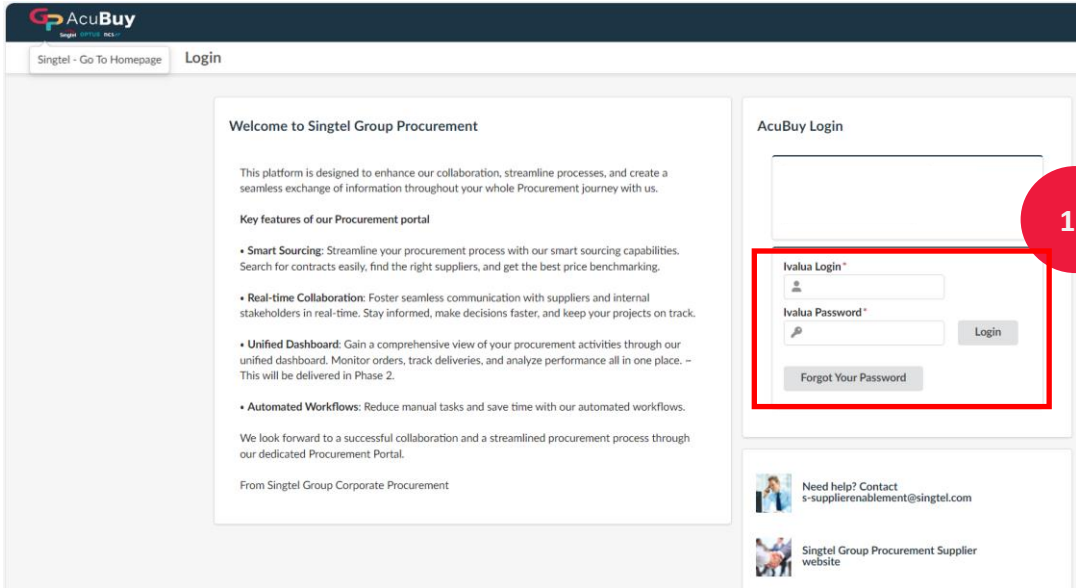 GP AcuBuy
Singtel OPTUS ncs
Singtel - Go To Homepage
Login
Welcome to Singtel Group Procurement
This platform is designed to enhance our collaboration, streamline processes, and create a
seamless exchange of information throughout your whole Procurement journey with us.
Key features of our Procurement portal
• Smart Sourcing: Streamline your procurement process with our smart sourcing capabilities.
Search for contracts easily, find the right suppliers, and get the best price benchmarking.
• Real-time Collaboration: Foster seamless communication with suppliers and internal
stakeholders in real-time. Stay informed, make decisions faster, and keep your projects on track.
• Unified Dashboard: Gain a comprehensive view of your procurement activities through our
unified dashboard. Monitor orders, track deliveries, and analyze performance all in one place. ~
This will be delivered in Phase 2.
• Automated Workflows: Reduce manual tasks and save time with our automated workflows.
We look forward to a successful collaboration and a streamlined procurement process through
our dedicated Procurement Portal.
From Singtel Group Corporate Procurement
AcuBuy Login
1
Ivalua Login*
Ivalua Password*
Login
Forgot Your Password
Need help? Contact
s-supplierenablement@singtel.com
Singtel Group Procurement Supplier
website